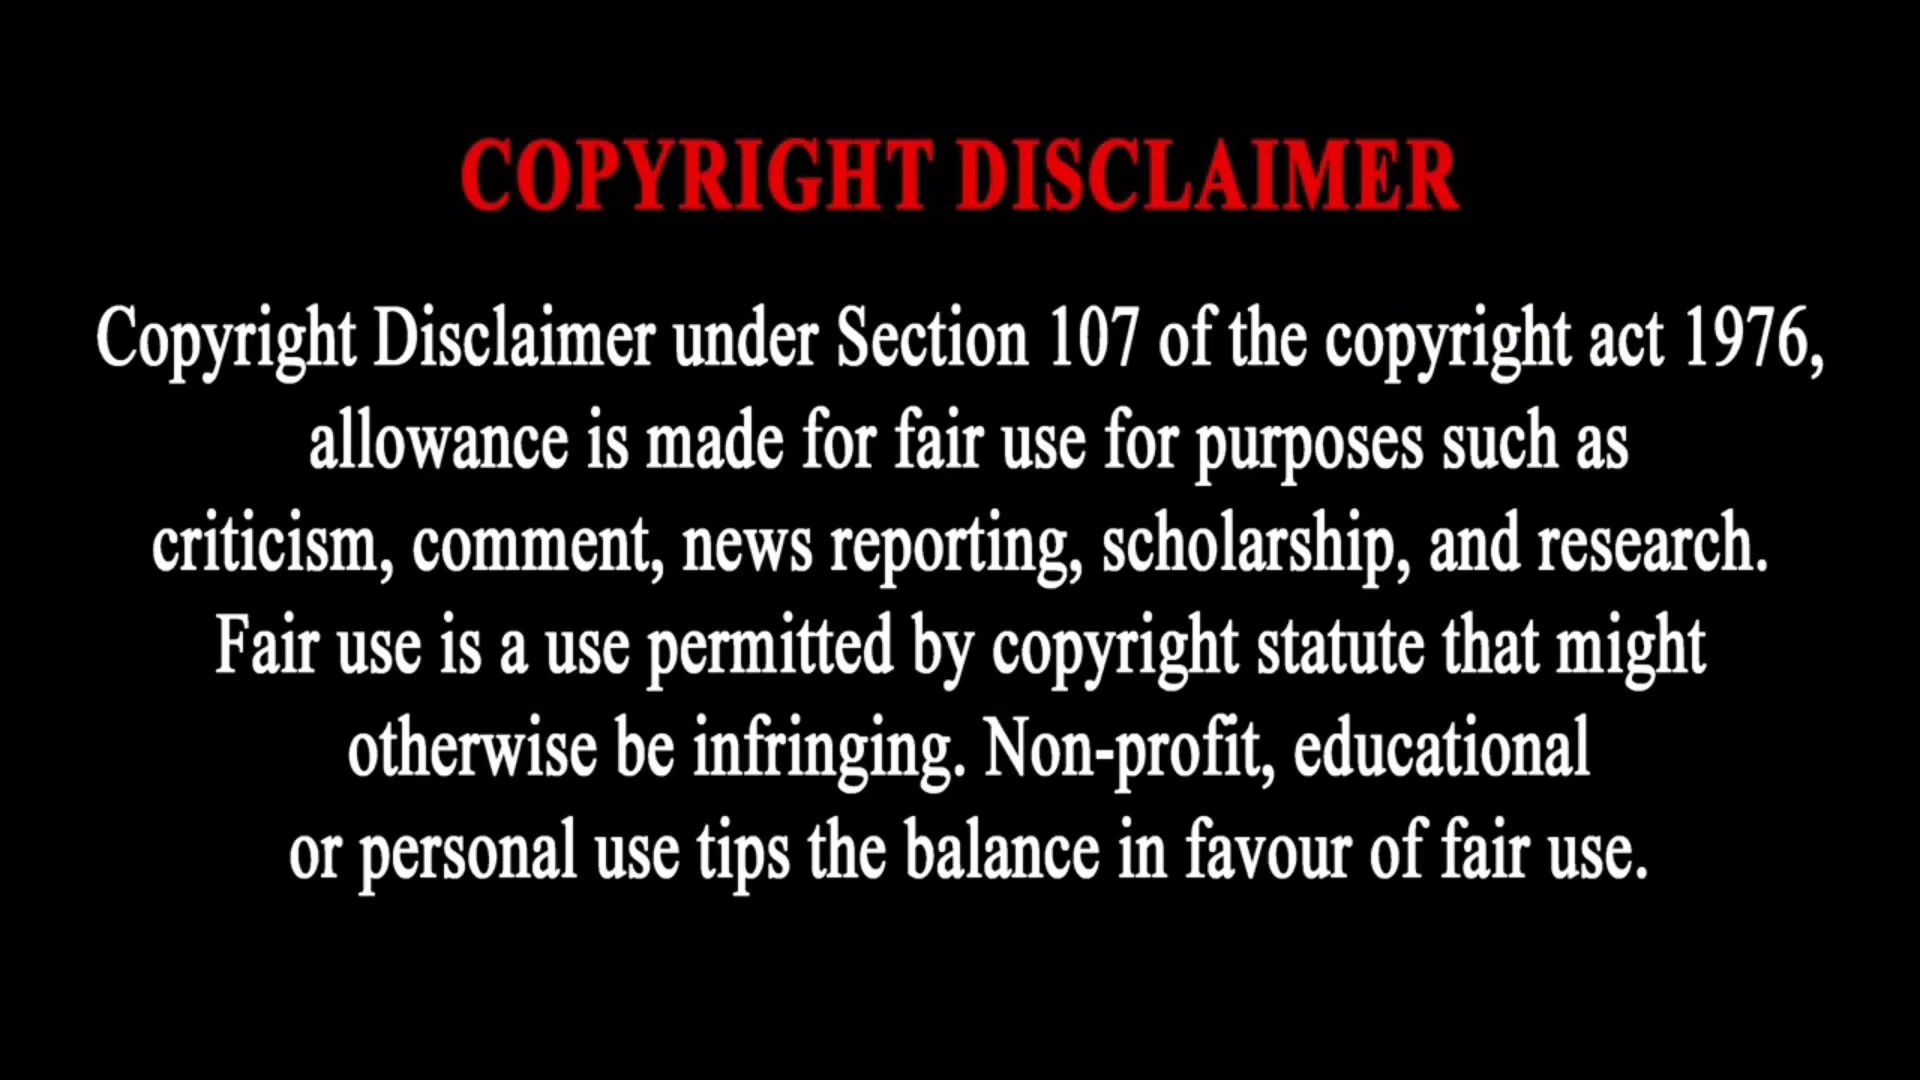 COPYRIGHT DISCLAIMER
Copyright Disclaimer under Section 107 of the copyright act 1976,
allowance is made for fair use for purposes such as
criticism, comment, news reporting, scholarship, and research.
Fair use is a use permitted by copyright statute that might
otherwise be infringing. Non-profit, educational
or personal use tips the balance in favour of fair use.